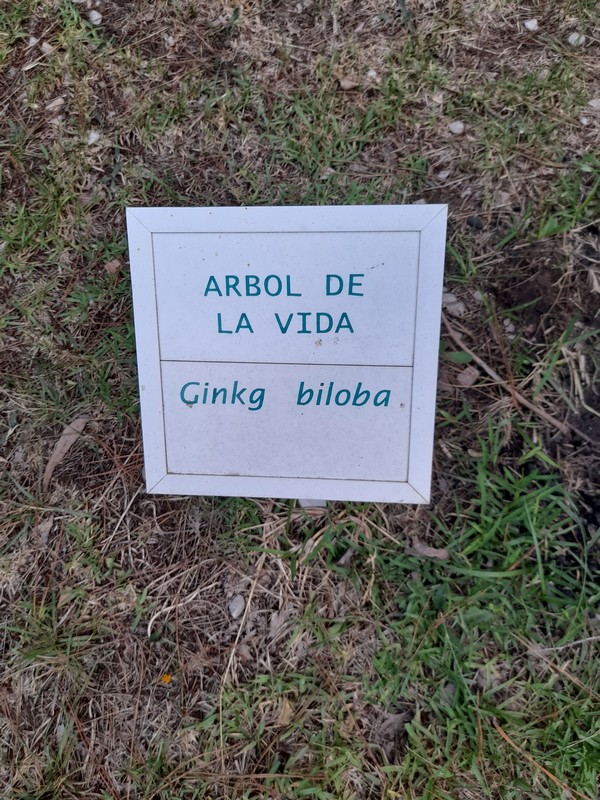 ARBOL DE
LA VIDA
Ginkg biloba